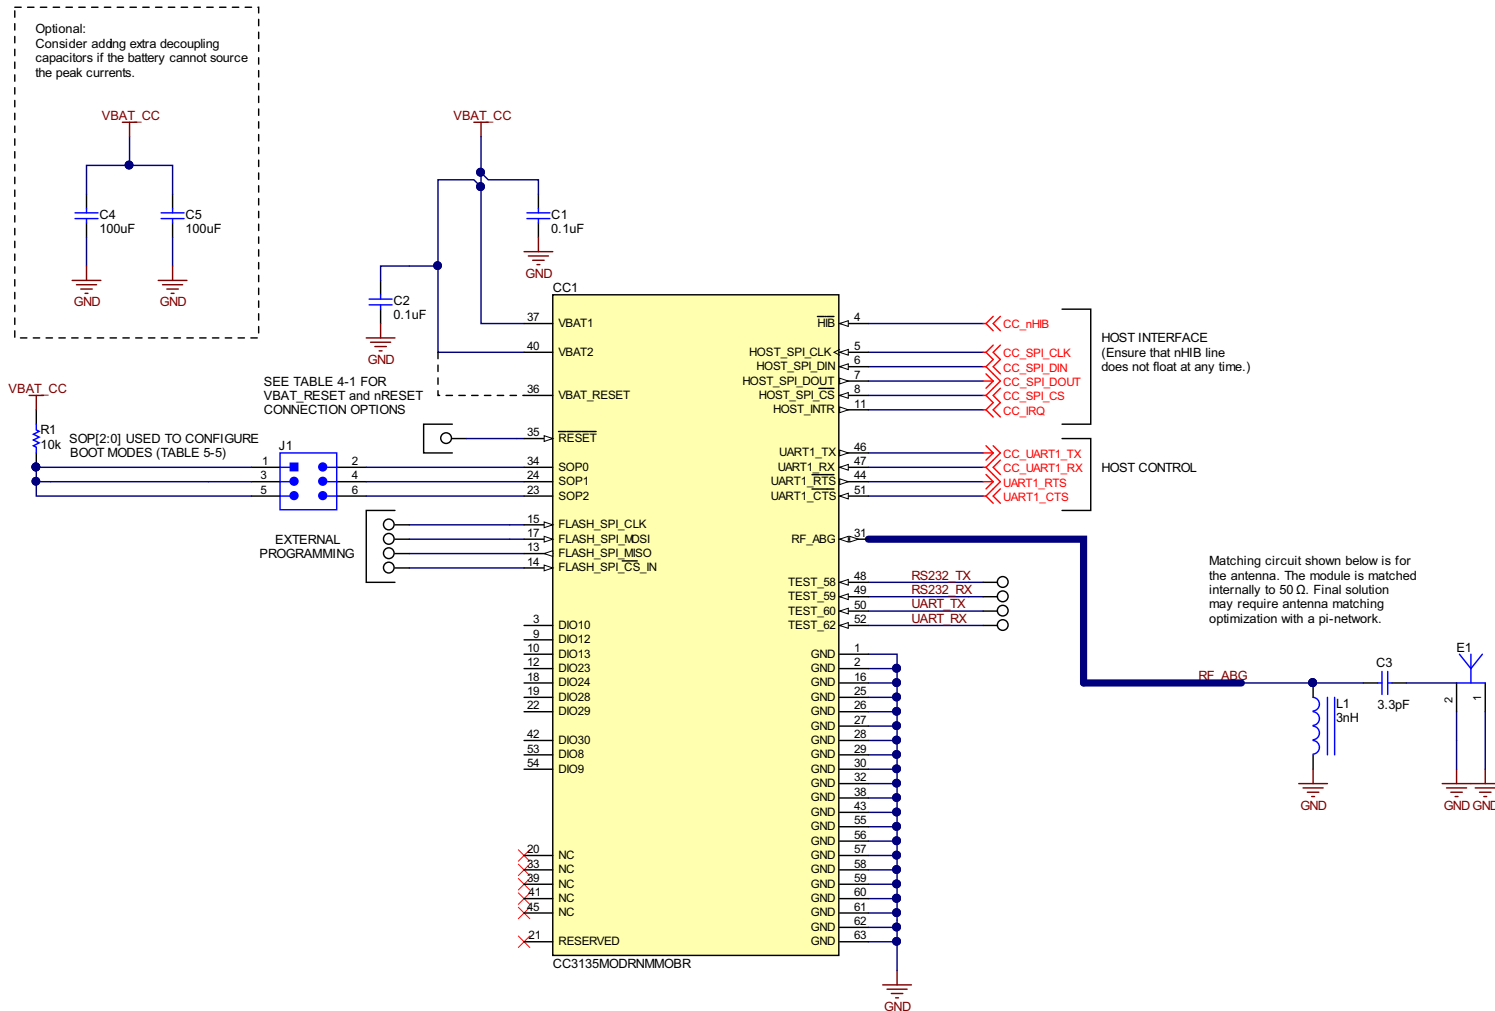 Optional:
Consider adding extra decoupling
capacitors if the battery cannot source
the peak currents.
VBAT_CC
C4
100uF
C5
100uF
GND
GND
VBAT_CC
C1
0.1uF
GND
C2
0.1uF
GND
VBAT_CC
R1
10k
SEE TABLE 4-1 FOR
VBAT_RESET and nRESET
CONNECTION OPTIONS
SOP[2:0] USED TO CONFIGURE
BOOT MODES (TABLE 5-5)
J1
1 2
3 4
5 6
EXTERNAL
PROGRAMMING
CC1
37 VBAT1
40 VBAT2
36 VBAT_RESET
35 RESET
34 SOP0
24 SOP1
23 SOP2
15 FLASH_SPI_CLK
17 FLASH_SPI_MOSI
13 FLASH_SPI_MISO
14 FLASH_SPI_CS_IN
3 DIO10
9 DIO12
10 DIO13
12 DIO23
18 DIO24
19 DIO28
22 DIO29
42 DIO30
53 DIO8
54 DIO9
20 NC
33 NC
39 NC
41 NC
45 NC
21 RESERVED
HIB 4 CC_nHIB
HOST_SPI_CLK 5 CC_SPI_CLK
HOST_SPI_DIN 6 CC_SPI_DIN
HOST_SPI_DOUT 7 CC_SPI_DOUT
HOST_SPI_CS 8 CC_SPI_CS
HOST_INTR 11 CC_IRQ
HOST INTERFACE
(Ensure that nHIB line
does not float at any time.)
UART1_TX 46 CC_UART1_TX
UART1_RX 47 CC_UART1_RX
UART1_RTS 44 UART1_RTS
UART1_CTS 51 UART1_CTS
HOST CONTROL
RF_ABG 31
TEST_58 48 RS232_TX
TEST_59 49 RS232_RX
TEST_60 50 UART_TX
TEST_62 52 UART_RX
GND 1
GND 2
GND 16
GND 25
GND 26
GND 27
GND 28
GND 29
GND 30
GND 32
GND 38
GND 43
GND 55
GND 56
GND 57
GND 58
GND 59
GND 60
GND 61
GND 62
GND 63
CC3135MODRNMMOBR
GND
Matching circuit shown below is for
the antenna. The module is matched
internally to 50 Ω. Final solution
may require antenna matching
optimization with a pi-network.
RF_ABG
L1
3nH
GND
C3
3.3pF
E1
2
1
GND
GND